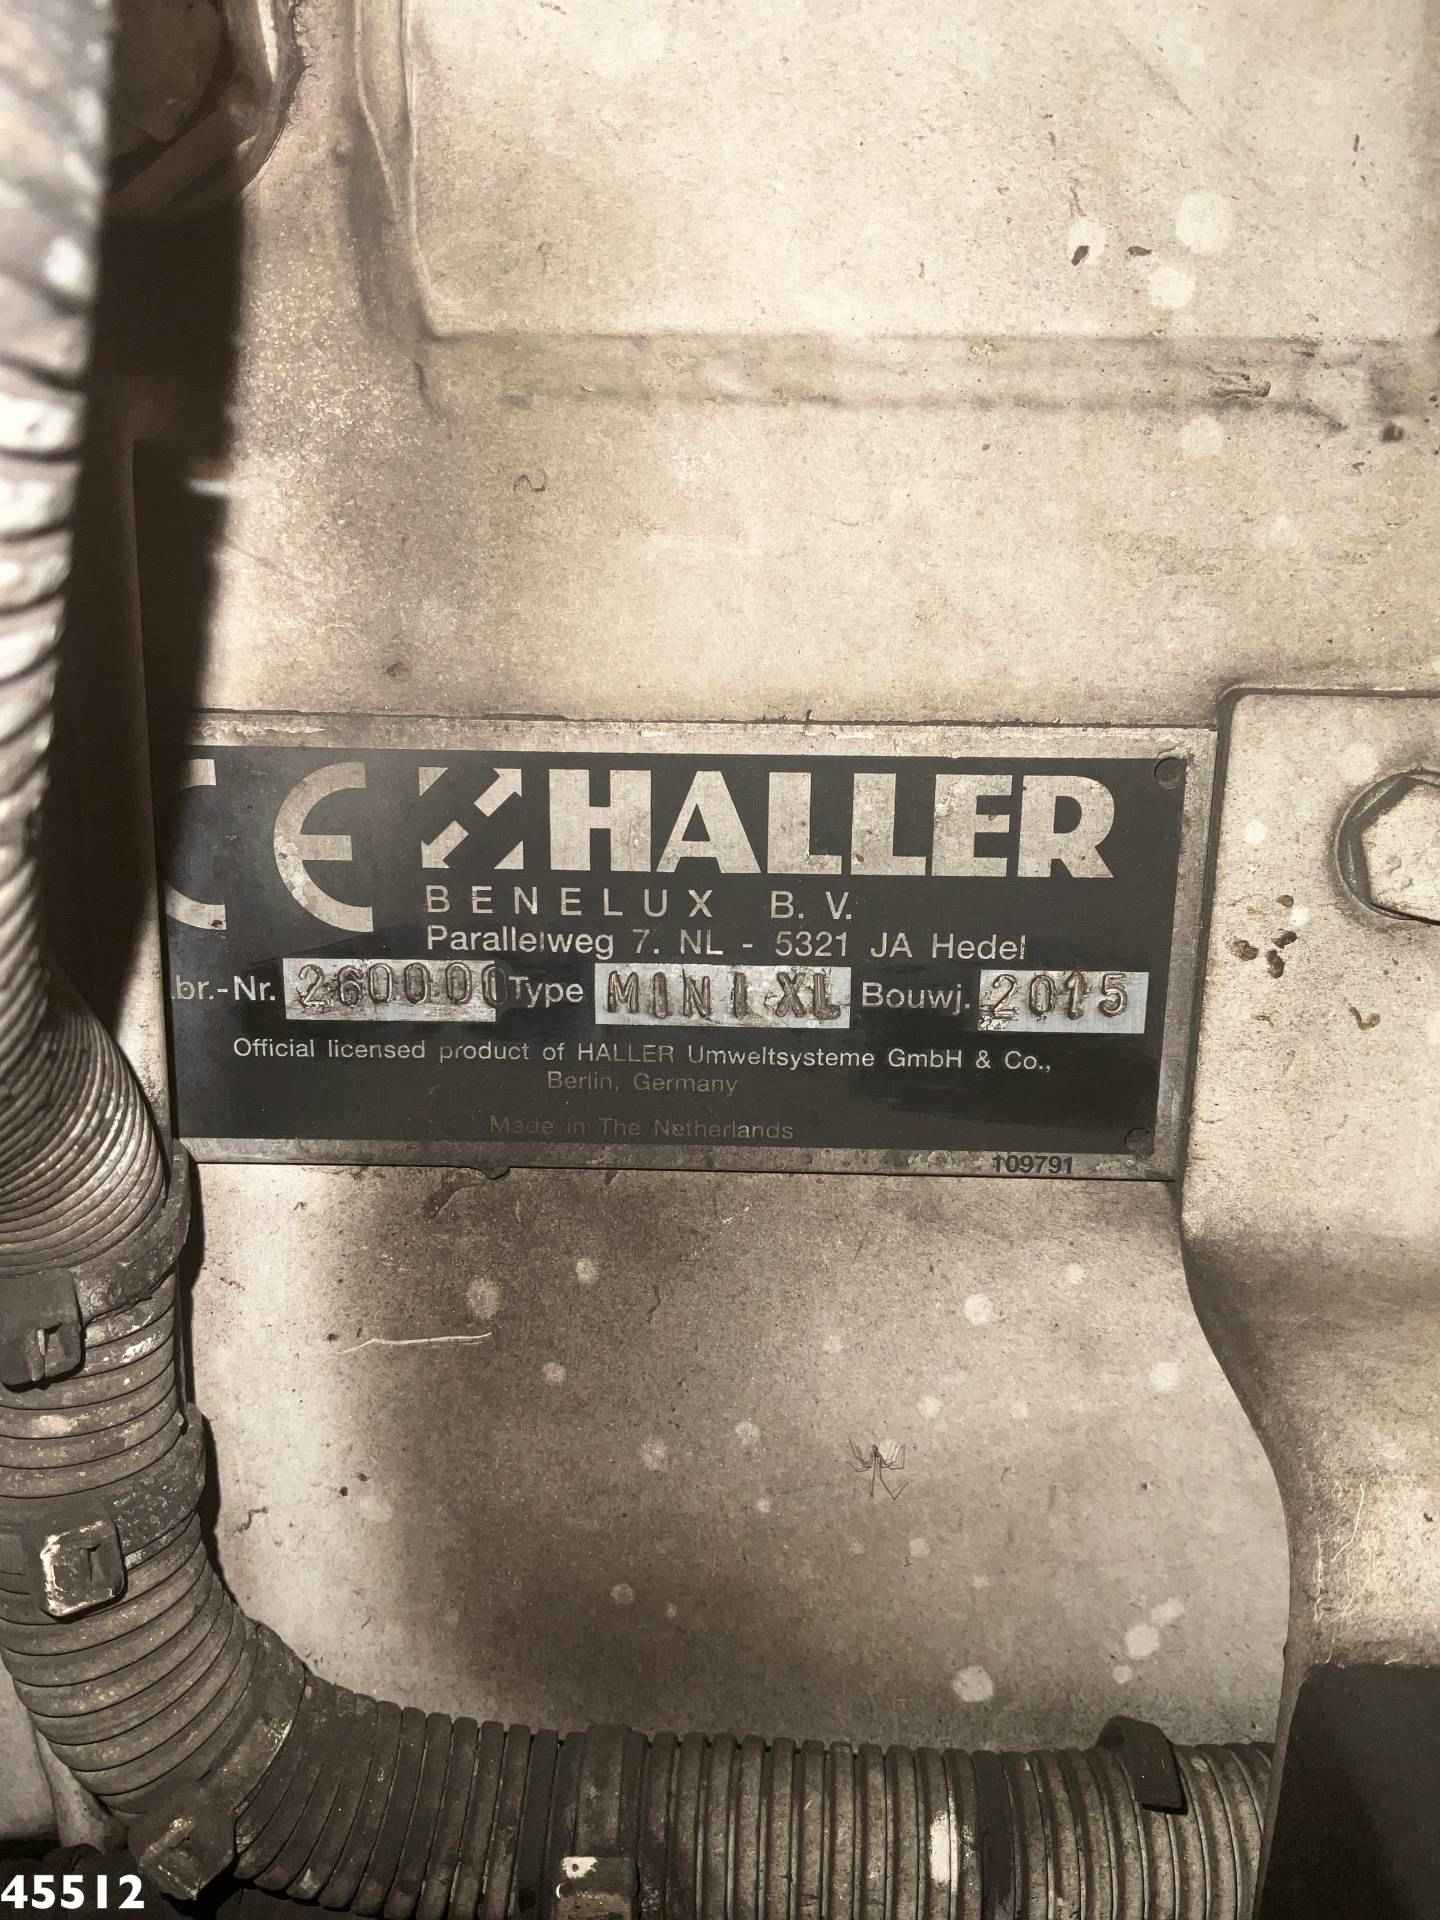 CE HALLER
BENELUX B. V.
Parallelweg 7. NL - 5321 JA Hedel
br.-Nr. 260000 Type MINI XL Bouwj. 2015
Official licensed product of HALLER Umweltsysteme GmbH & Co.,
Berlin, Germany
Made in The Netherlands
109791
45512